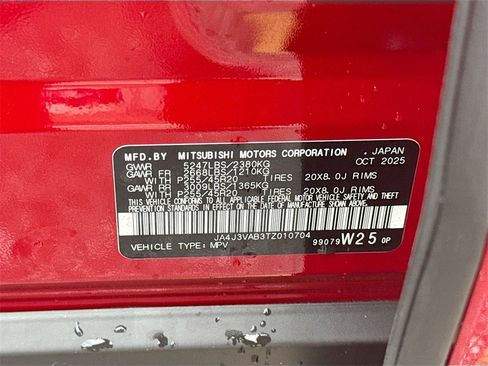 MFD.BY MITSUBISHI MOTORS CORPORATION, JAPAN
GVWR 5247LBS/2380KG OCT 2025
GAWR FR 2668LBS/1210KG
WITH P255/45R20 TIRES 20X8.0J RIMS
GAWR RR 3009LBS/1365KG
WITH P255/45R20 TIRES 20X8.0J RIMS
THIS VEHICLE CONFORMS TO ALL APPLICABLE FEDERAL
MOTOR VEHICLE SAFETY AND THEFT PREVENTION STANDARDS
IN EFFECT ON THE DATE OF MANUFACTURE SHOWN ABOVE.
JA4J3VAB3TZ010704
VEHICLE TYPE: MPV 99079 W25 0P